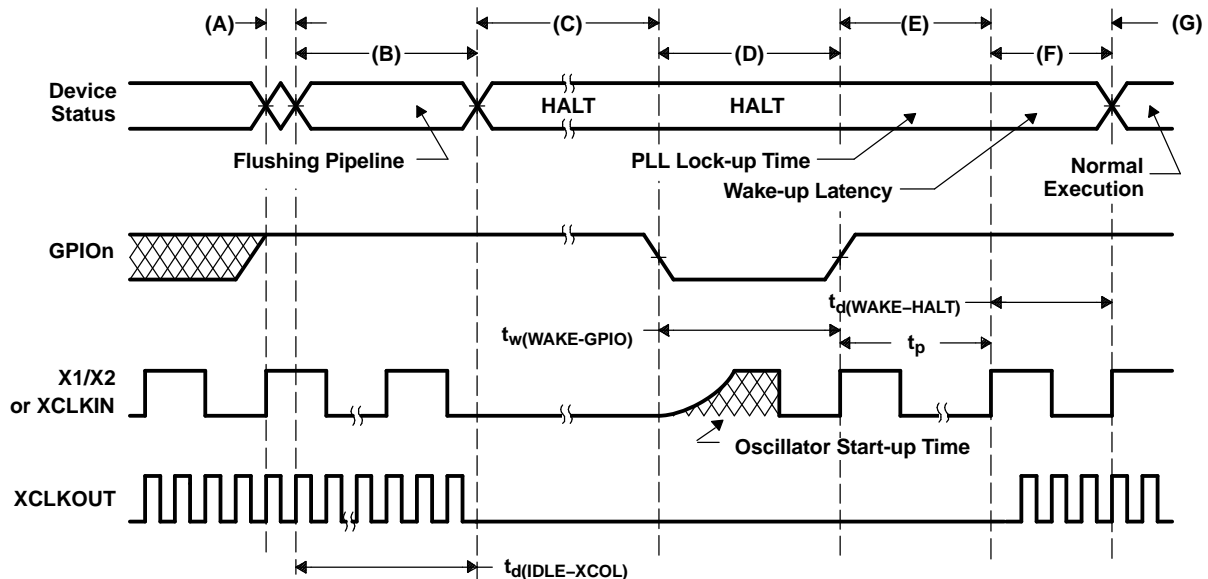 (A)
(B)
(C)
(D)
(E)
(F)
(G)
Device
Status
HALT
HALT
Flushing Pipeline
PLL Lock-up Time
Wake-up Latency
Normal
Execution
GPIOn
td(WAKE–HALT)
tw(WAKE-GPIO)
tp
X1/X2
or XCLKIN
Oscillator Start-up Time
XCLKOUT
td(IDLE–XCOL)